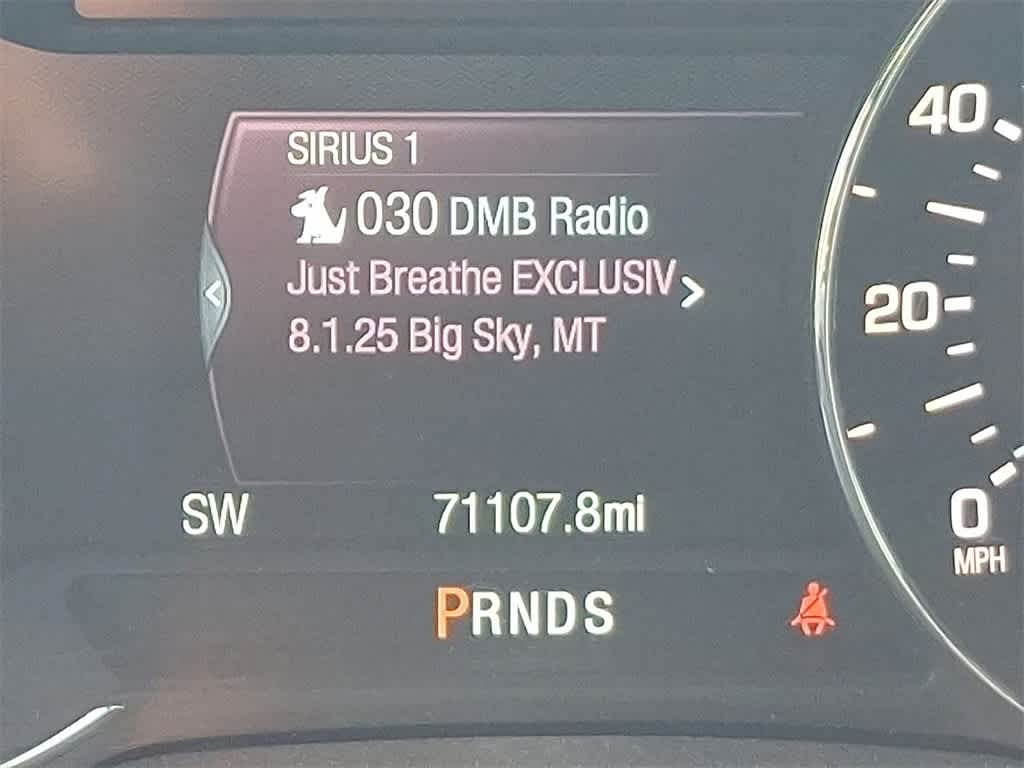 SIRIUS 1
030 DMB Radio
Just Breathe EXCLUSIV
8.1.25 Big Sky, MT
SW 71107.8mi
PRNDS
40
20
0
MPH